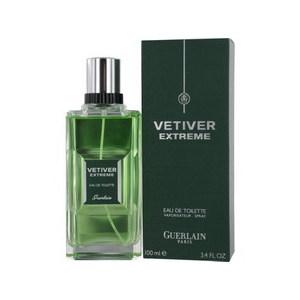 VETIVER
EXTREME
EAU DE TOILETTE
Guerlain
VETIVER
EXTREME
EAU DE TOILETTE
VAPORISATEUR - SPRAY
GUERLAIN
PARIS
100 ml e
3.4 FL. OZ